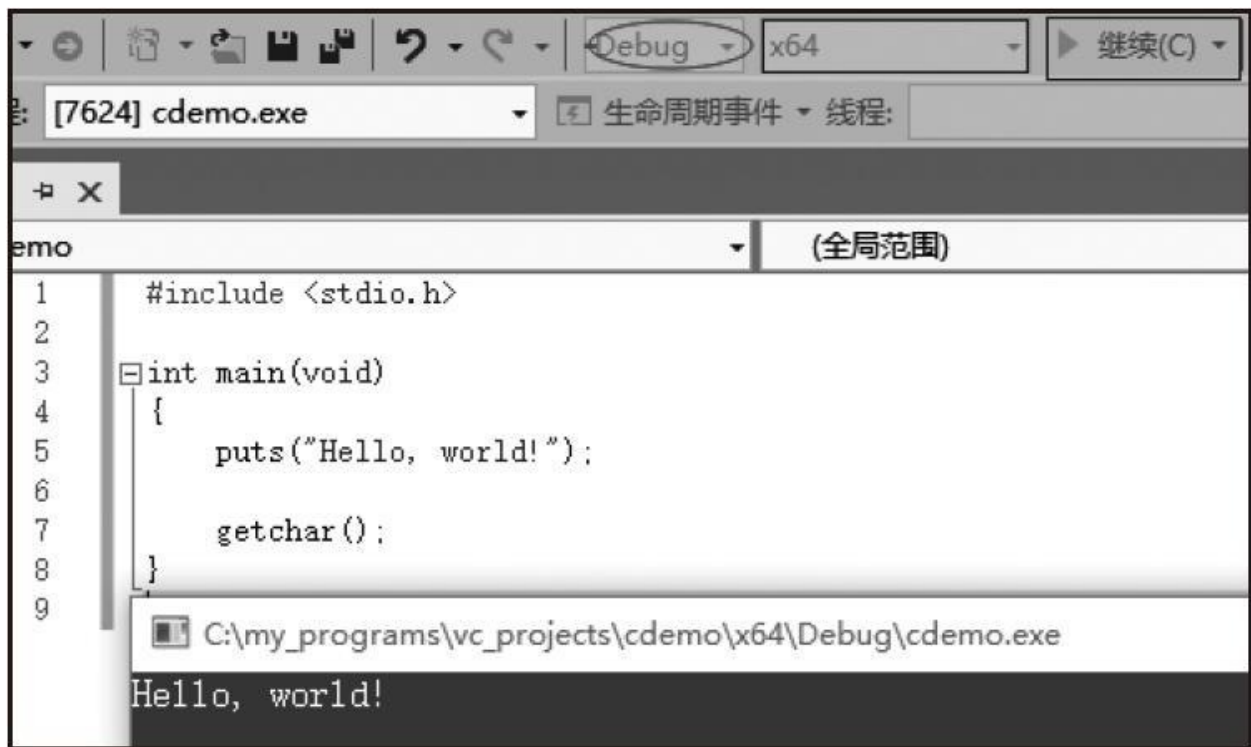 Debug x64 继续(C)
: [7624] cdemo.exe 生命周期事件 线程:
emo (全局范围)
1 #include <stdio.h>
2
3 int main(void)
4 {
5 puts("Hello, world!");
6
7 getchar();
8 }
9
C:\my_programs\vc_projects\cdemo\x64\Debug\cdemo.exe
Hello, world!